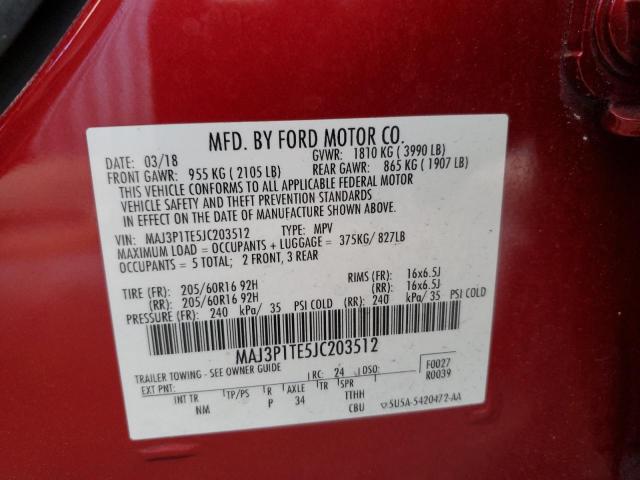 MFD. BY FORD MOTOR CO.
DATE: 03/18 GVWR: 1810 KG ( 3990 LB)
FRONT GAWR: 955 KG ( 2105 LB) REAR GAWR: 865 KG ( 1907 LB)
THIS VEHICLE CONFORMS TO ALL APPLICABLE FEDERAL MOTOR
VEHICLE SAFETY AND THEFT PREVENTION STANDARDS
IN EFFECT ON THE DATE OF MANUFACTURE SHOWN ABOVE.
VIN: MAJ3P1TE5JC203512 TYPE: MPV
MAXIMUM LOAD = OCCUPANTS + LUGGAGE = 375KG/ 827LB
OCCUPANTS = 5 TOTAL; 2 FRONT, 3 REAR
TIRE (FR): 205/60R16 92H RIMS (FR): 16x6.5J
(RR): 205/60R16 92H (RR): 16x6.5J
PRESSURE (FR): 240 kPa/ 35 PSI COLD (RR): 240 kPa/ 35 PSI COLD
MAJ3P1TE5JC203512
TRAILER TOWING - SEE OWNER GUIDE
EXT PNT: RC: 24 DSO: F0027
R0039
INT TR TP/PS R AXLE TR SPR
NM P 34 ITHH
CBU 5U5A-5420472-AA